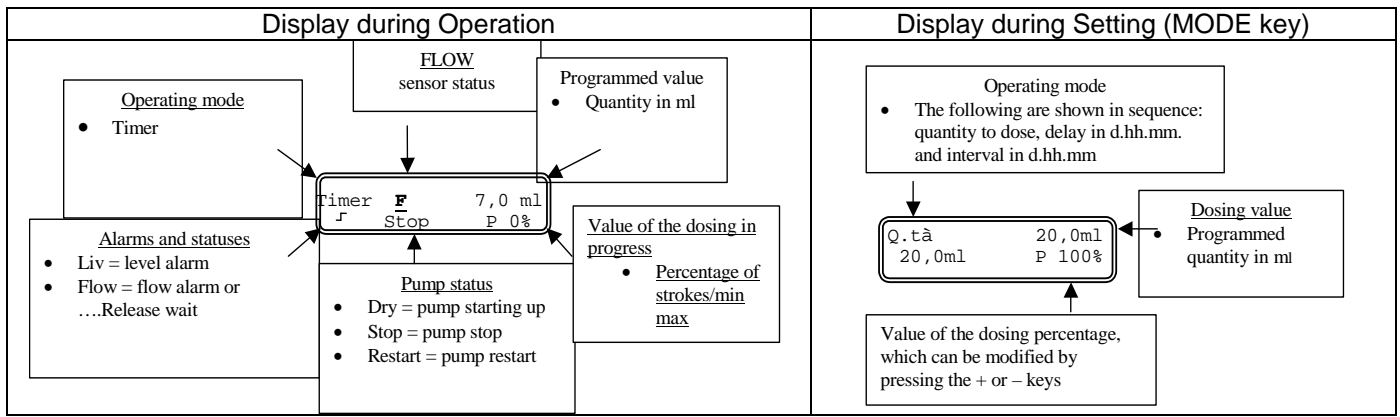 Display during Operation
Display during Setting (MODE key)
FLOW
sensor status
Programmed value
• Quantity in ml
Operating mode
• Timer
Timer F 7,0 ml
Stop P 0%
Alarms and statuses
• Liv = level alarm
• Flow = flow alarm or
….Release wait
Pump status
• Dry = pump starting up
• Stop = pump stop
• Restart = pump restart
Value of the dosing in
progress
• Percentage of
strokes/min
max
Operating mode
• The following are shown in sequence:
quantity to dose, delay in d.hh.mm.
and interval in d.hh.mm
Q.tà 20,0ml
20,0ml P 100%
Dosing value
• Programmed
quantity in ml
Value of the dosing percentage,
which can be modified by
pressing the + or – keys